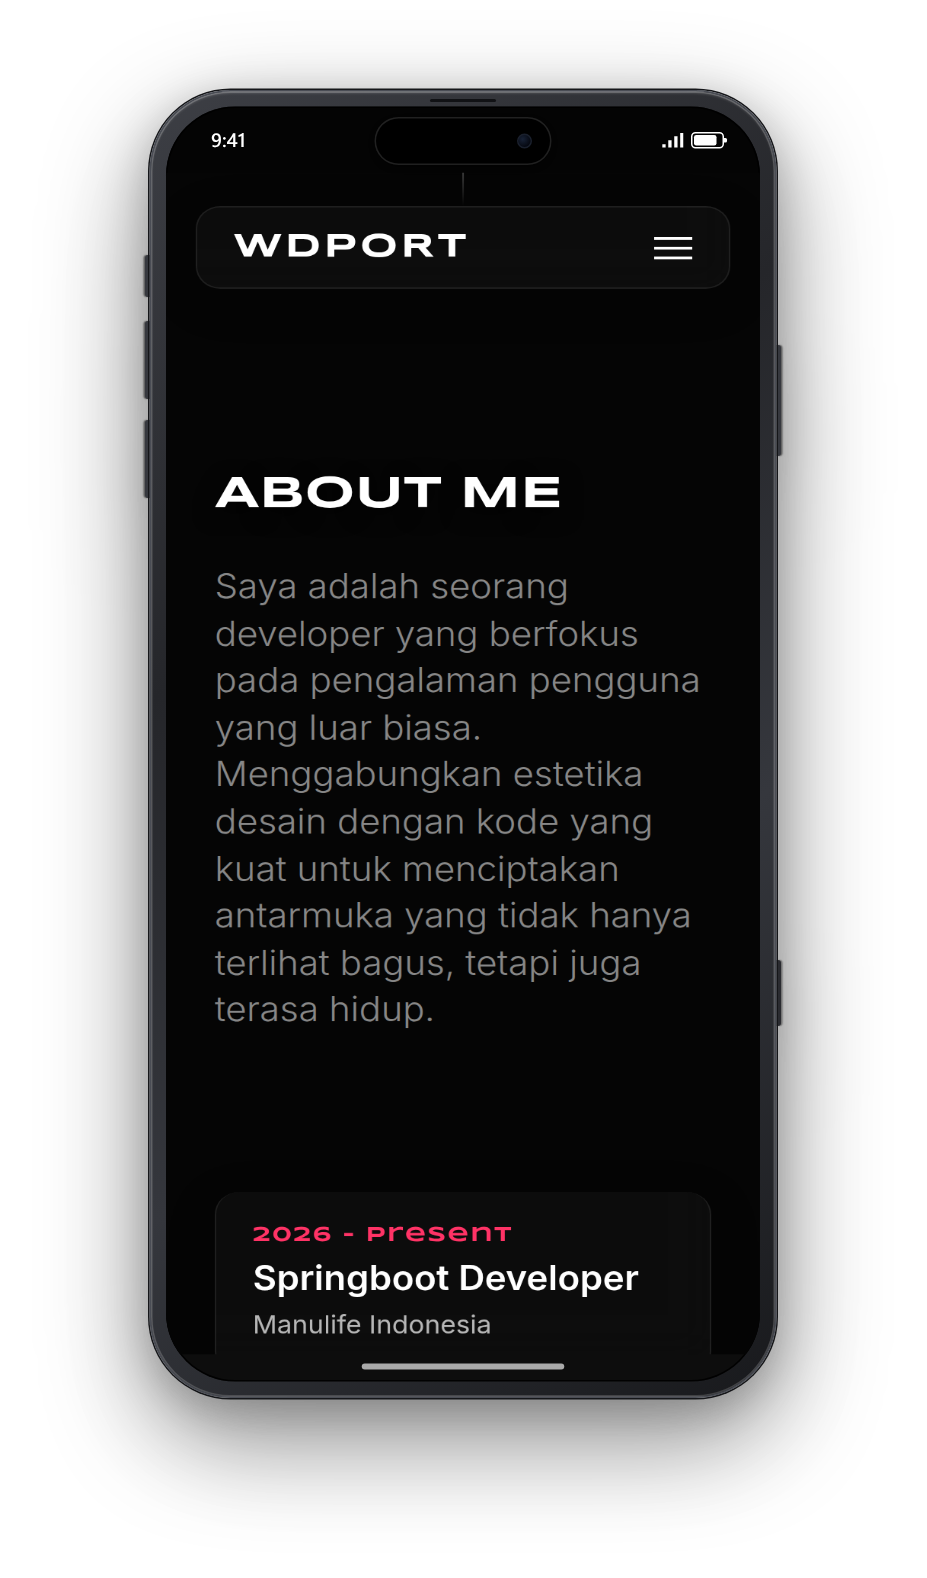 9:41
WDPORT
ABOUT ME
Saya adalah seorang
developer yang berfokus
pada pengalaman pengguna
yang luar biasa.
Menggabungkan estetika
desain dengan kode yang
kuat untuk menciptakan
antarmuka yang tidak hanya
terlihat bagus, tetapi juga
terasa hidup.
2026 - Present
Springboot Developer
Manulife Indonesia